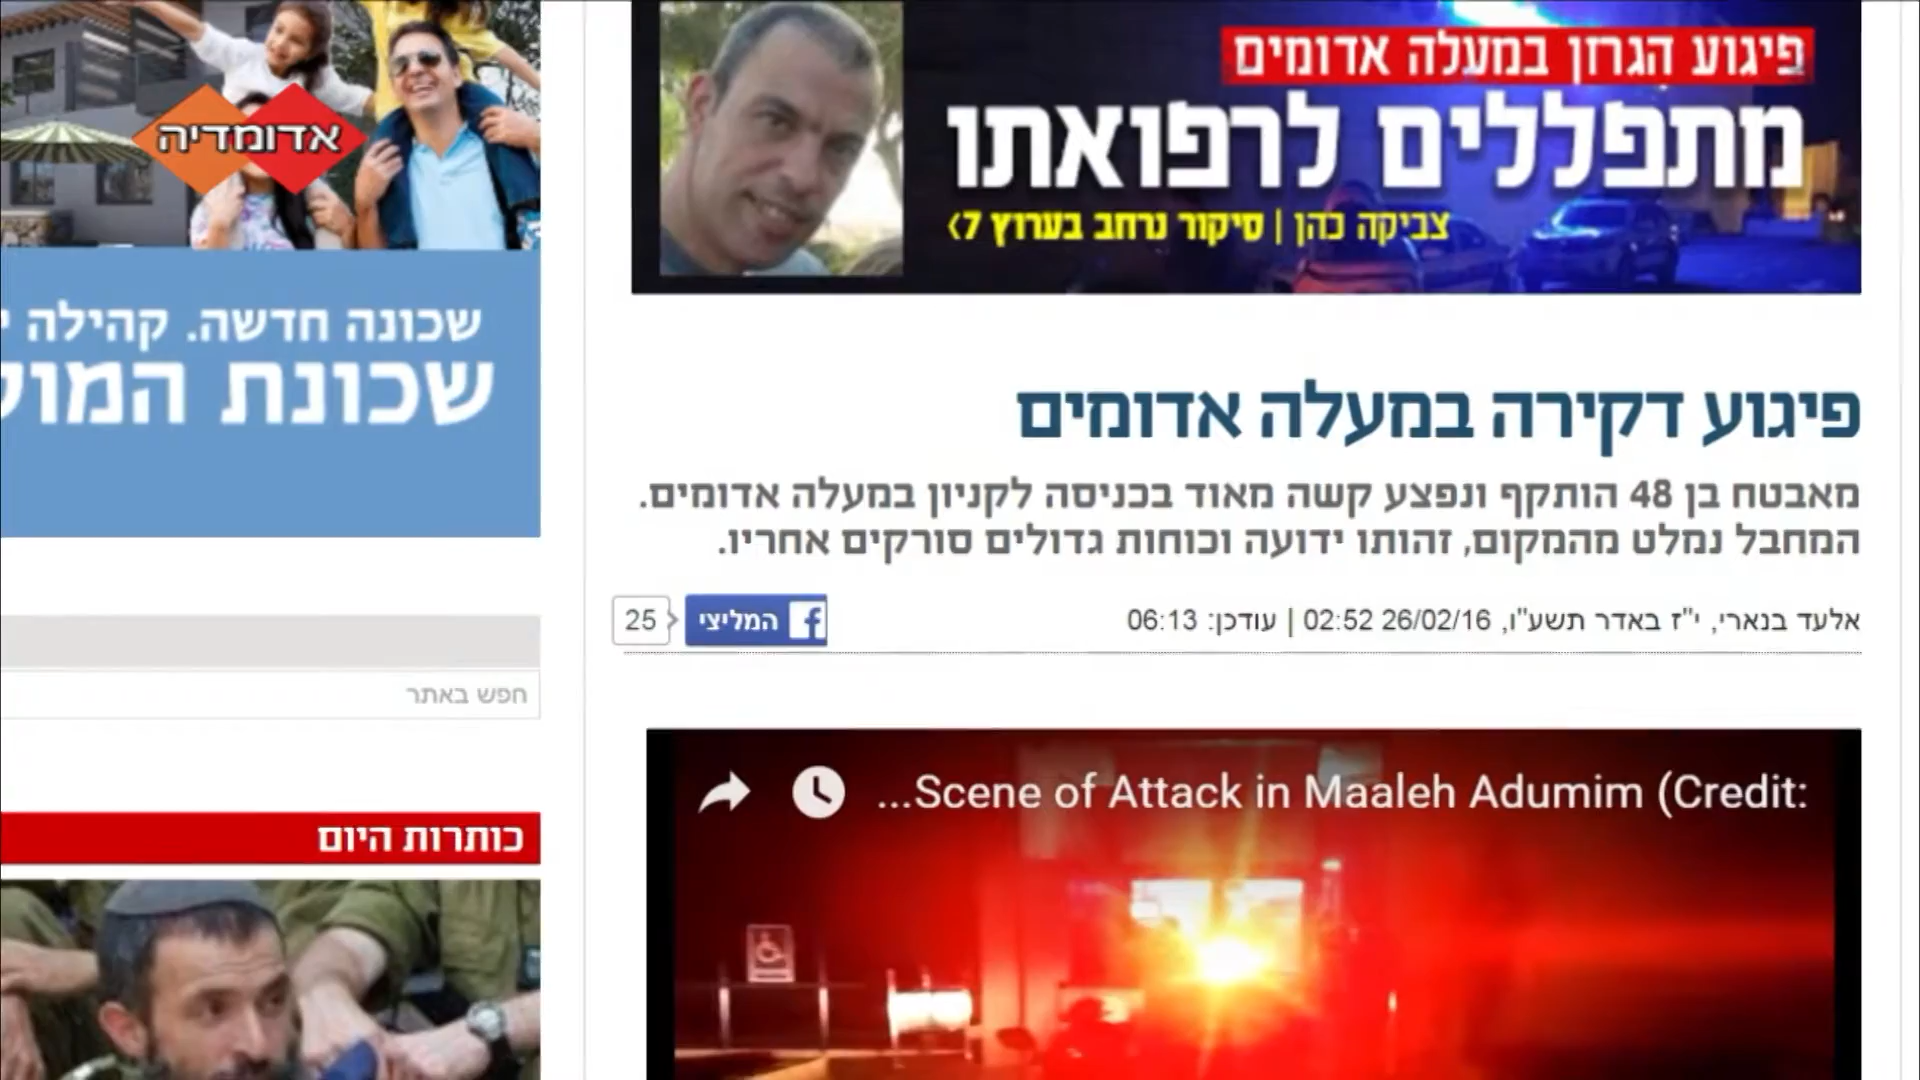 פיגוע הגרזן במעלה אדומים
מתפללים לרפואתו
צביקה כהן | סיקור נרחב בערוץ 7>
אדומדיה
שכונה חדשה. קהילה
שכונת
פיגוע דקירה במעלה אדומים
מאבטח בן 48 הותקף ונפצע קשה מאוד בכניסה לקניון במעלה אדומים.
המחבל נמלט מהמקום, זהותו ידועה וכוחות גדולים סורקים אחריו.
אלעד בנארי, י"ז באדר תשע"ו, 26/02/16 02:52 | עודכן: 06:13
המליצי
25
חפש באתר
...Scene of Attack in Maaleh Adumim (Credit:
כותרות היום